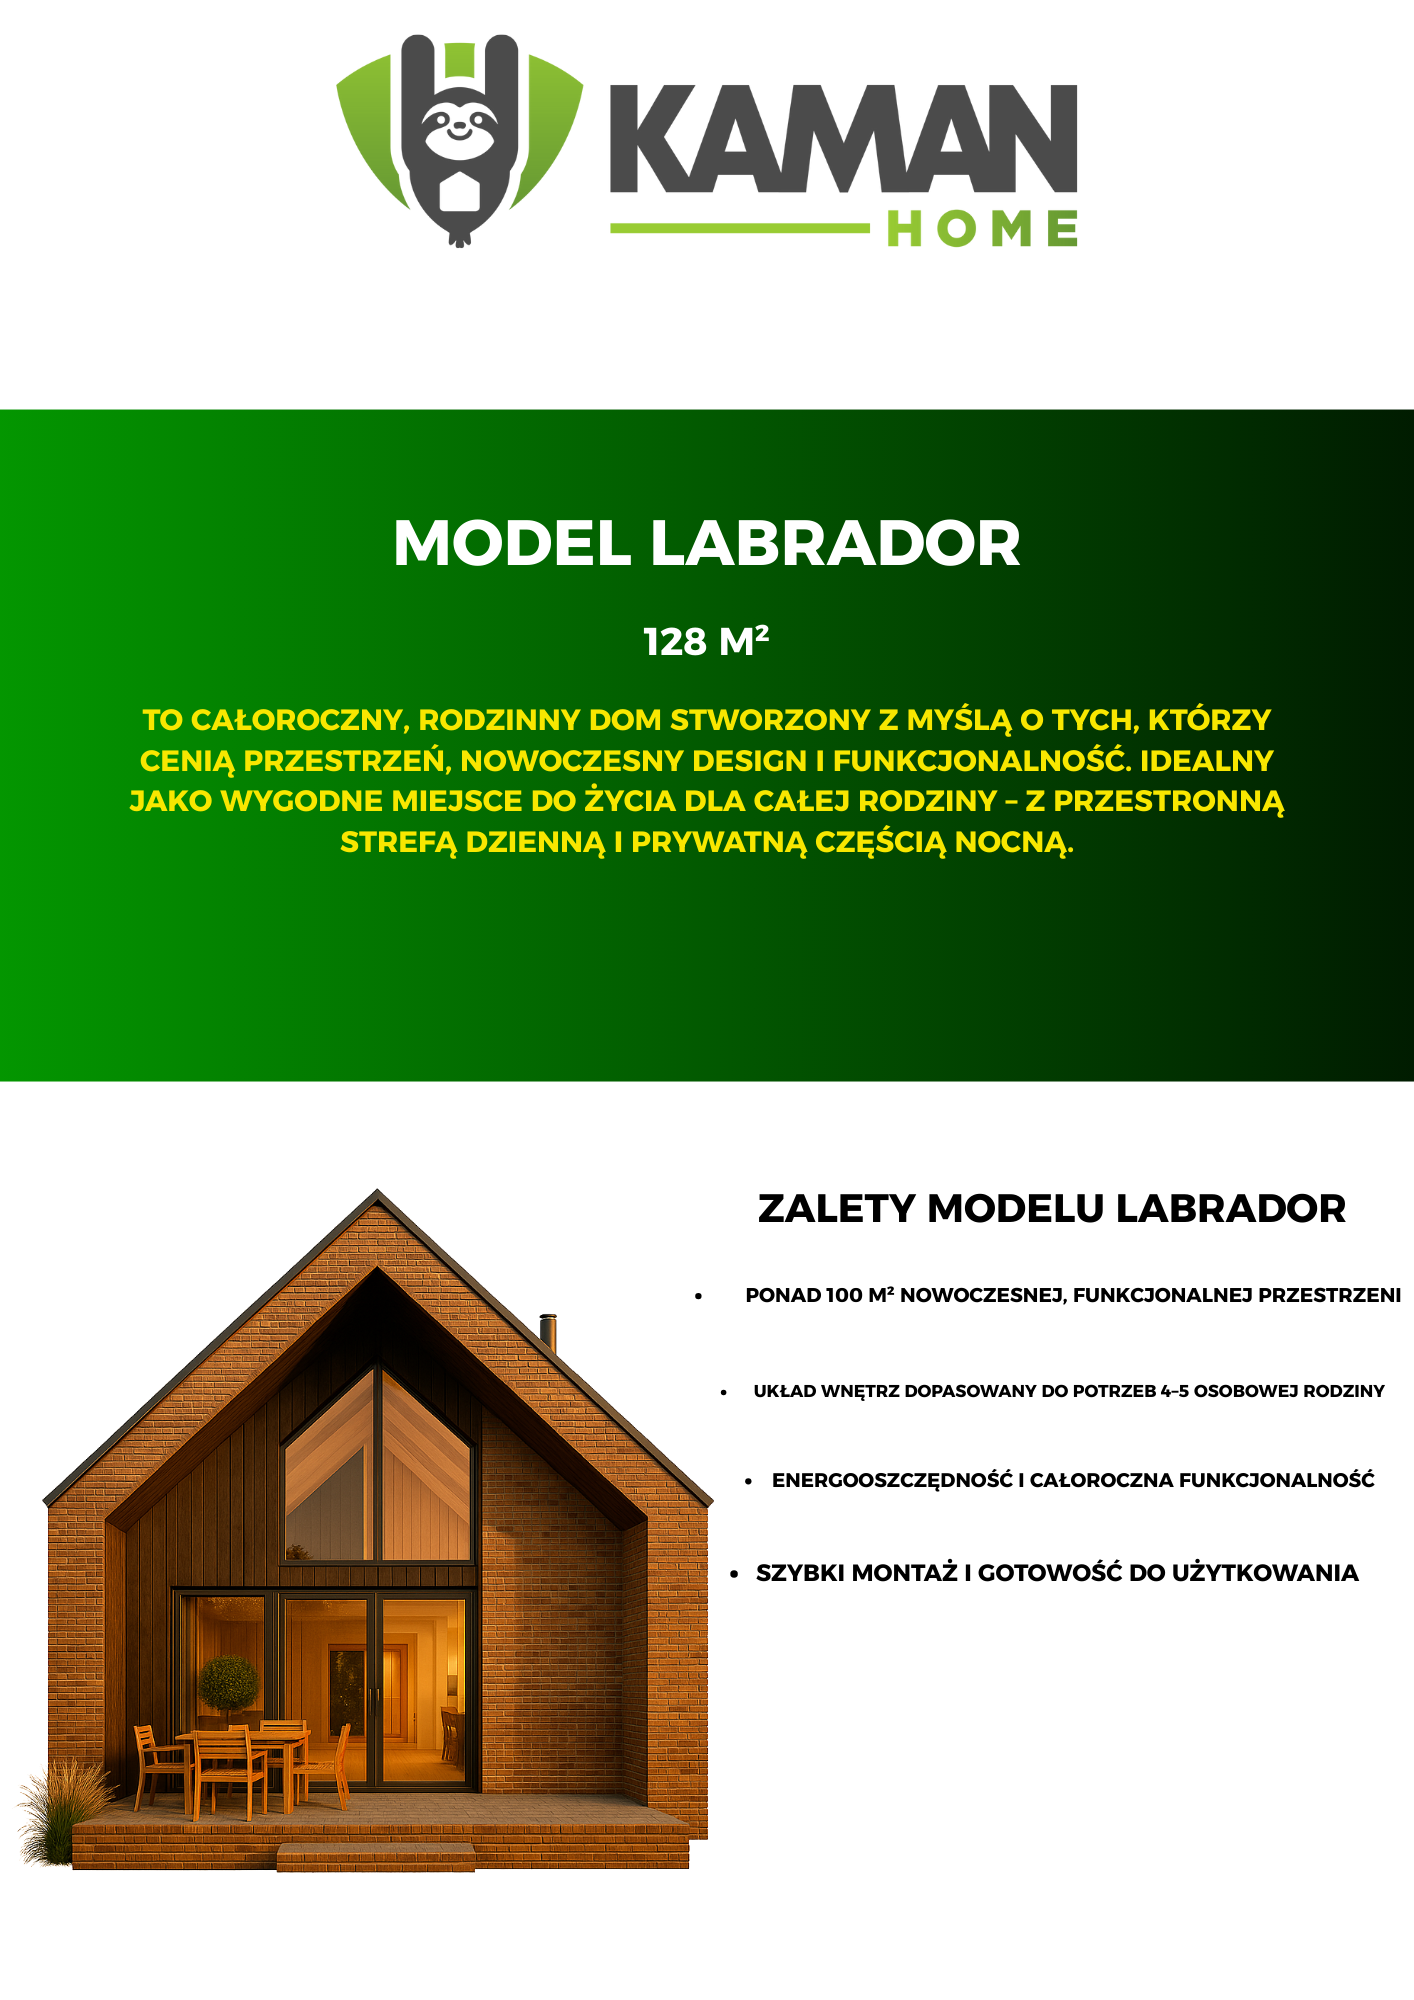 KAMAN
HOME
MODEL LABRADOR
128 M²
TO CAŁOROCZNY, RODZINNY DOM STWORZONY Z MYŚLĄ O TYCH, KTÓRZY
CENIĄ PRZESTRZEŃ, NOWOCZESNY DESIGN I FUNKCJONALNOŚĆ. IDEALNY
JAKO WYGODNE MIEJSCE DO ŻYCIA DLA CAŁEJ RODZINY – Z PRZESTRONNĄ
STREFĄ DZIENNĄ I PRYWATNĄ CZĘŚCIĄ NOCNĄ.
ZALETY MODELU LABRADOR
• PONAD 100 M² NOWOCZESNEJ, FUNKCJONALNEJ PRZESTRZENI
• UKŁAD WNĘTRZ DOPASOWANY DO POTRZEB 4–5 OSOBOWEJ RODZINY
• ENERGOOSZCZĘDNOŚĆ I CAŁOROCZNA FUNKCJONALNOŚĆ
• SZYBKI MONTAŻ I GOTOWOŚĆ DO UŻYTKOWANIA